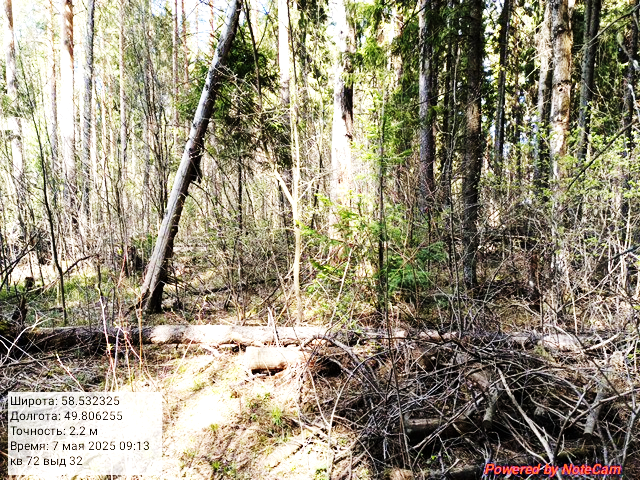 Широта: 58.532325
Долгота: 49.806255
Точность: 2.2 м
Время: 7 мая 2025 09:13
кв 72 выд 32
Powered by NoteCam